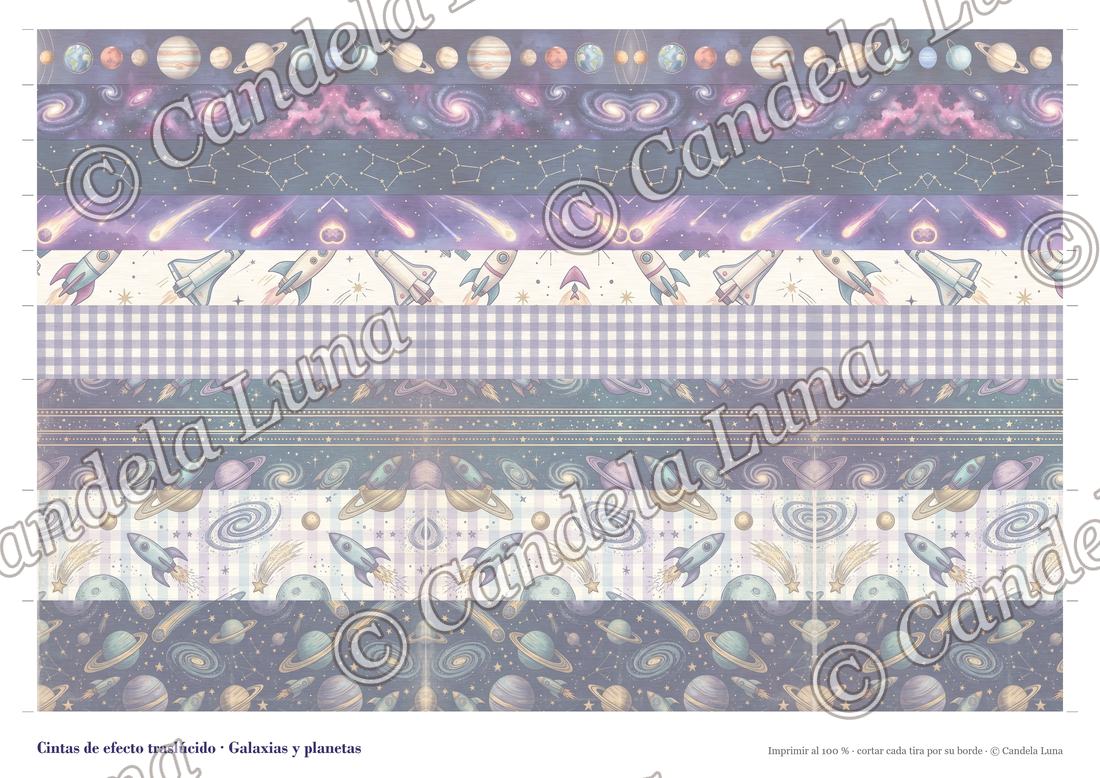 © Candela Luna
© Candela Luna
©
Candela Luna
© Candela Luna
© Candela
Cintas de efecto traslúcido · Galaxias y planetas
Imprimir al 100 % · cortar cada tira por su borde · © Candela Luna